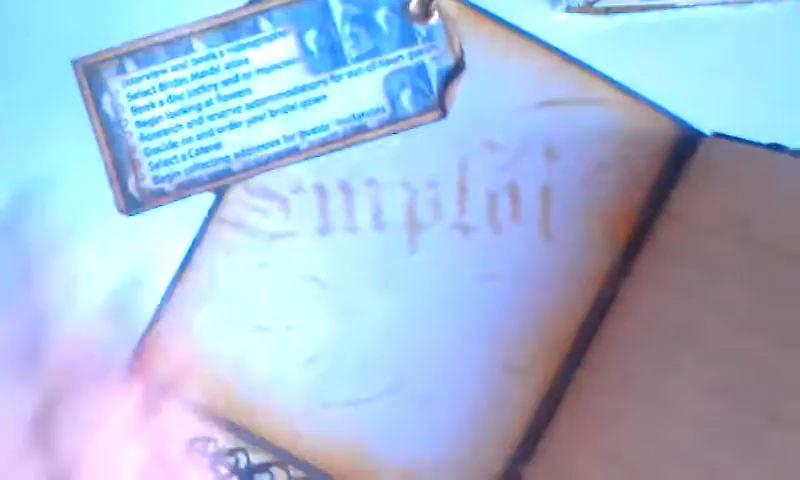 Interview and book a
Select Brides Maids' attire
Book a disc jockey and or musicians
Begin looking at flowers
Research and reserve accommodations for out of town guests
Decide on and order your bridal gown
Select a Caterer
Begin collecting addresses for guests' invitations
Emploi